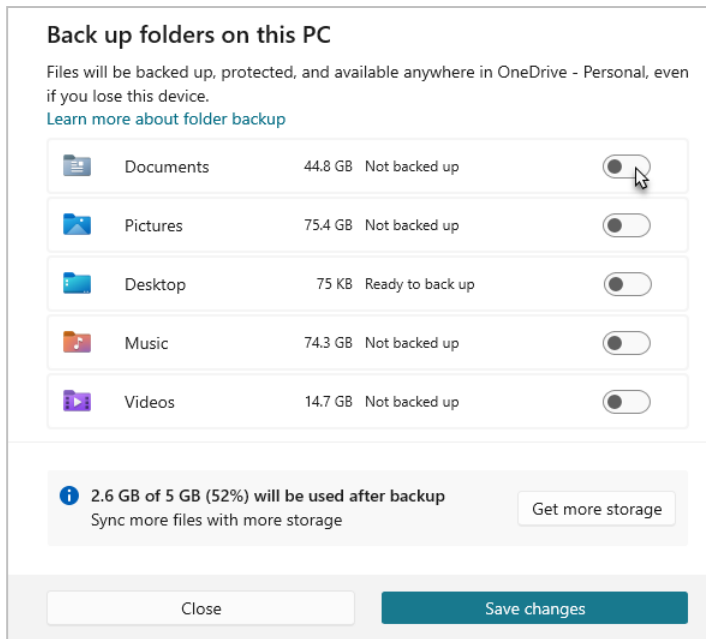 Back up folders on this PC
Files will be backed up, protected, and available anywhere in OneDrive - Personal, even
if you lose this device.
Learn more about folder backup
Documents 44.8 GB Not backed up
Pictures 75.4 GB Not backed up
Desktop 75 KB Ready to back up
Music 74.3 GB Not backed up
Videos 14.7 GB Not backed up
2.6 GB of 5 GB (52%) will be used after backup
Sync more files with more storage
Get more storage
Close
Save changes